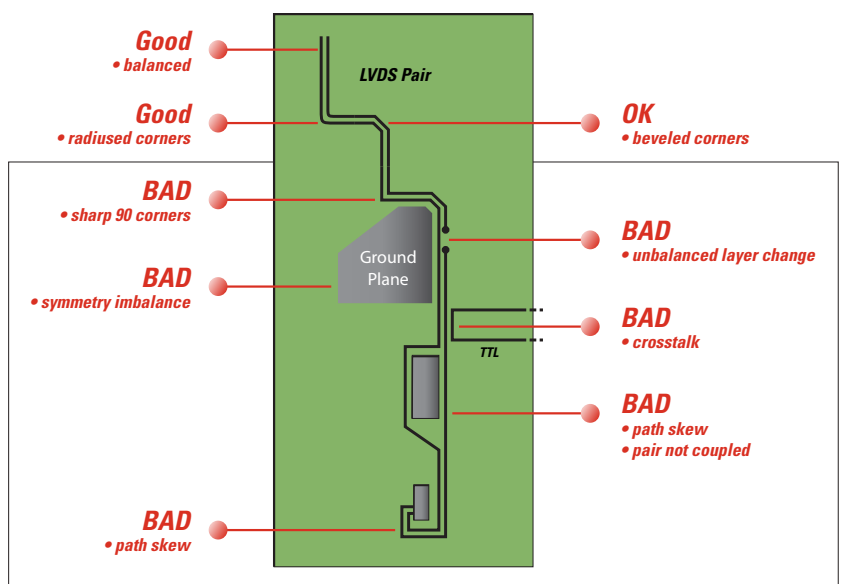 Good
• balanced
LVDS Pair
Good
• radiused corners
OK
• beveled corners
BAD
• sharp 90 corners
BAD
• unbalanced layer change
Ground
Plane
BAD
• symmetry imbalance
BAD
• crosstalk
TTL
BAD
• path skew
• pair not coupled
BAD
• path skew